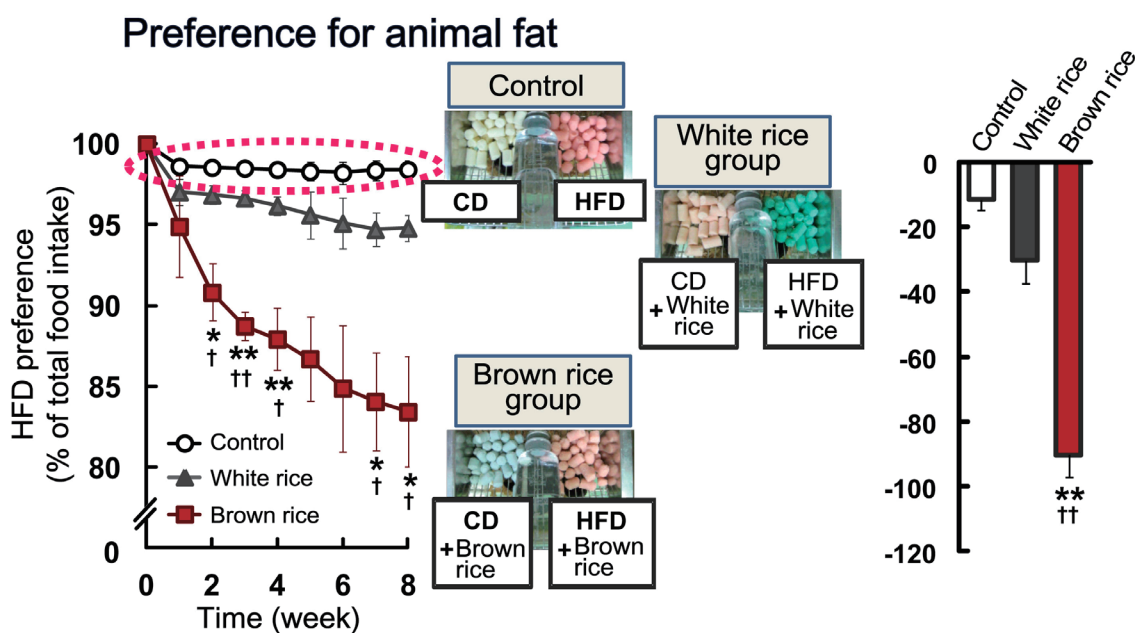 Preference for animal fat
HFD preference
(% of total food intake)
100
95
90
85
80
0
*
†
**
††
**
†
*
†
*
†
Control
White rice
Brown rice
0
2
4
6
8
Time (week)
Control
CD
HFD
White rice
group
CD
+White
rice
HFD
+White
rice
Brown rice
group
CD
+Brown
rice
HFD
+Brown
rice
Control
White rice
Brown rice
0
-20
-40
-60
-80
-100
-120
**
††